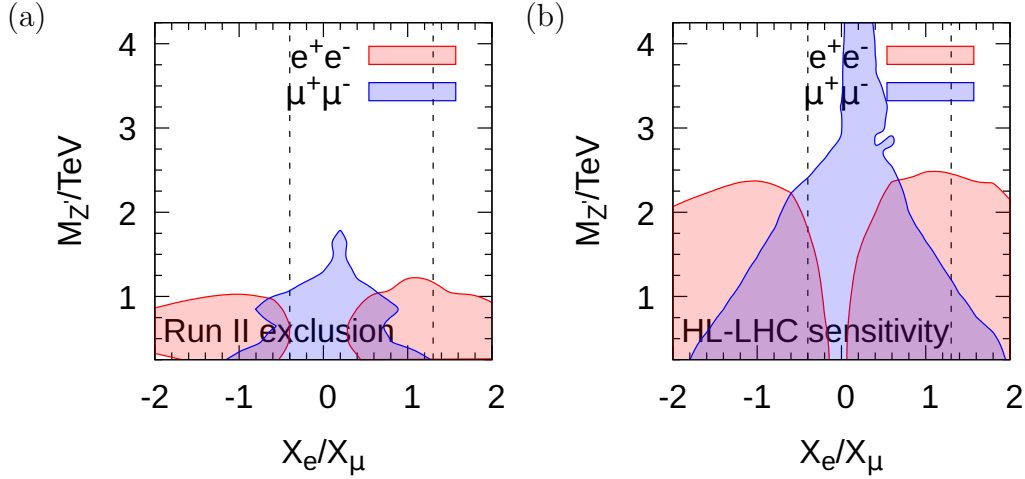 (a)
4
3
2
1
M_Z'/TeV
e⁺e⁻
μ⁺μ⁻
Run II exclusion
-2 -1 0 1 2
X_e/X_μ
(b)
4
3
2
1
M_Z'/TeV
e⁺e⁻
μ⁺μ⁻
HL-LHC sensitivity
-2 -1 0 1 2
X_e/X_μ